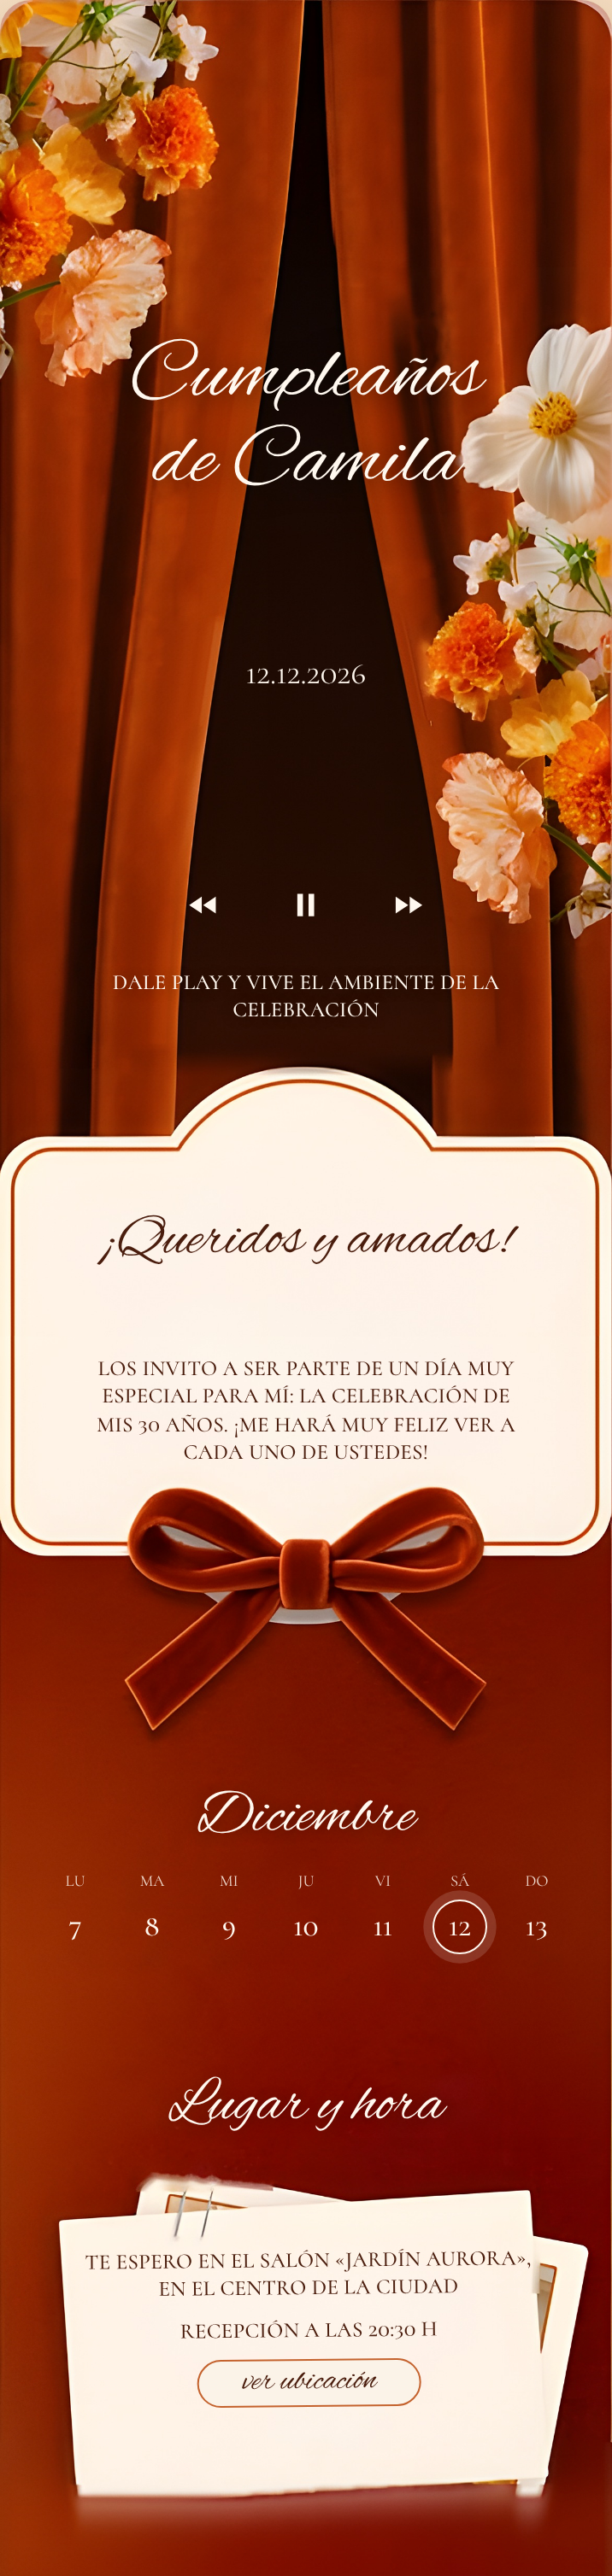 Cumpleaños
de Camila
12.12.2026
DALE PLAY Y VIVE EL AMBIENTE DE LA
CELEBRACIÓN
¡Queridos y amados!
LOS INVITO A SER PARTE DE UN DÍA MUY
ESPECIAL PARA MÍ: LA CELEBRACIÓN DE
MIS 30 AÑOS. ¡ME HARÁ MUY FELIZ VER A
CADA UNO DE USTEDES!
Diciembre
LU MA MI JU VI SÁ DO
7 8 9 10 11 12 13
Lugar y hora
TE ESPERO EN EL SALÓN «JARDÍN AURORA»,
EN EL CENTRO DE LA CIUDAD
RECEPCIÓN A LAS 20:30 H
ver ubicación